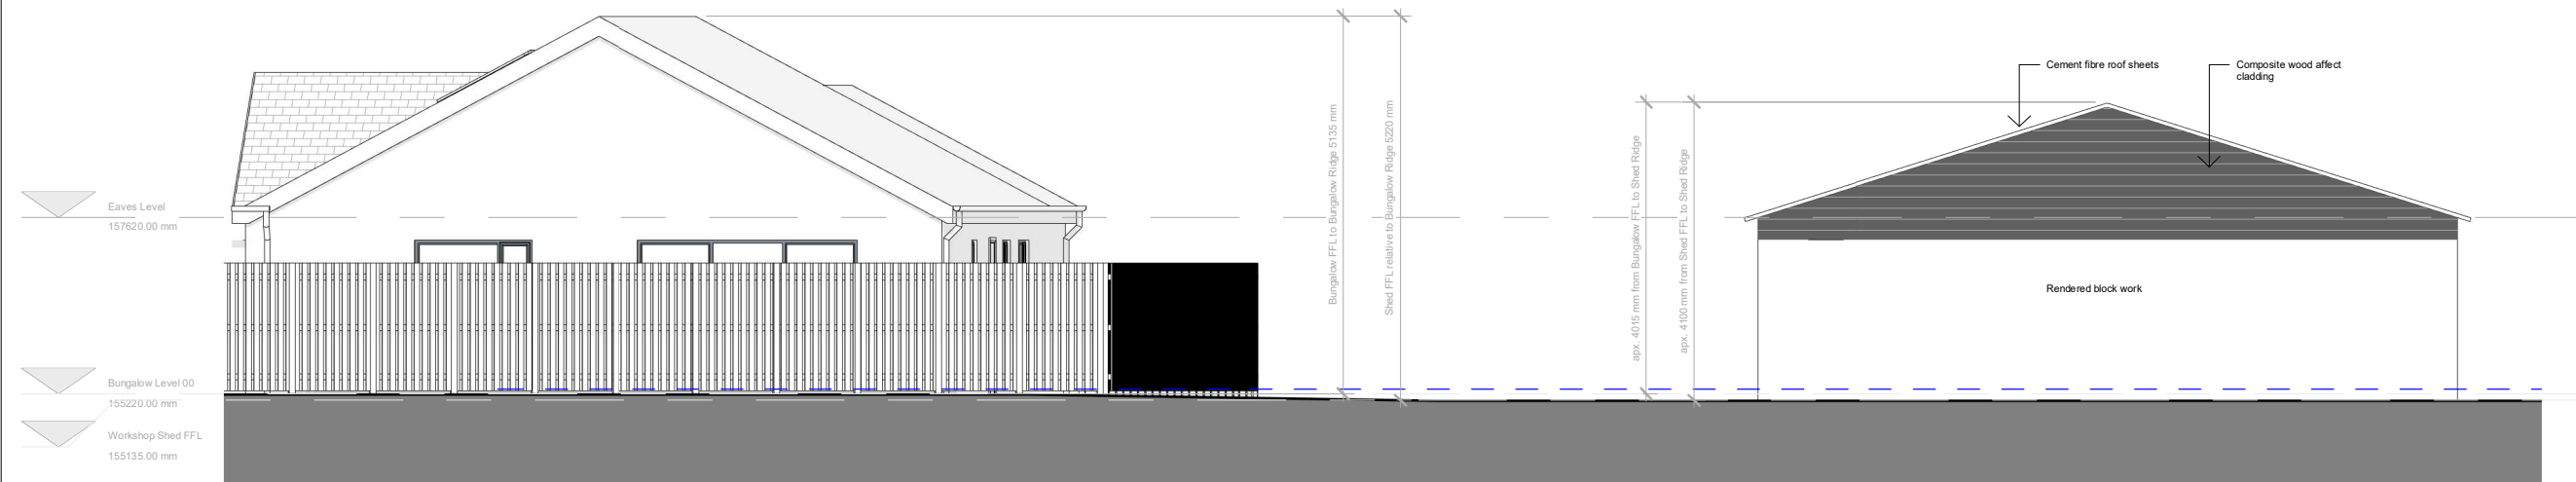 Eaves Level
157620.00 mm
Bungalow Level 00
155220.00 mm
Workshop Shed FFL
155135.00 mm
Bungalow FFL to Bungalow Ridge 5135 mm
Shed FFL relative to Bungalow Ridge 5220 mm
apx. 4015 mm from Bungalow FFL to Shed Ridge
apx. 4100 mm from Shed FFL to Shed Ridge
Cement fibre roof sheets
Composite wood affect
cladding
Rendered block work